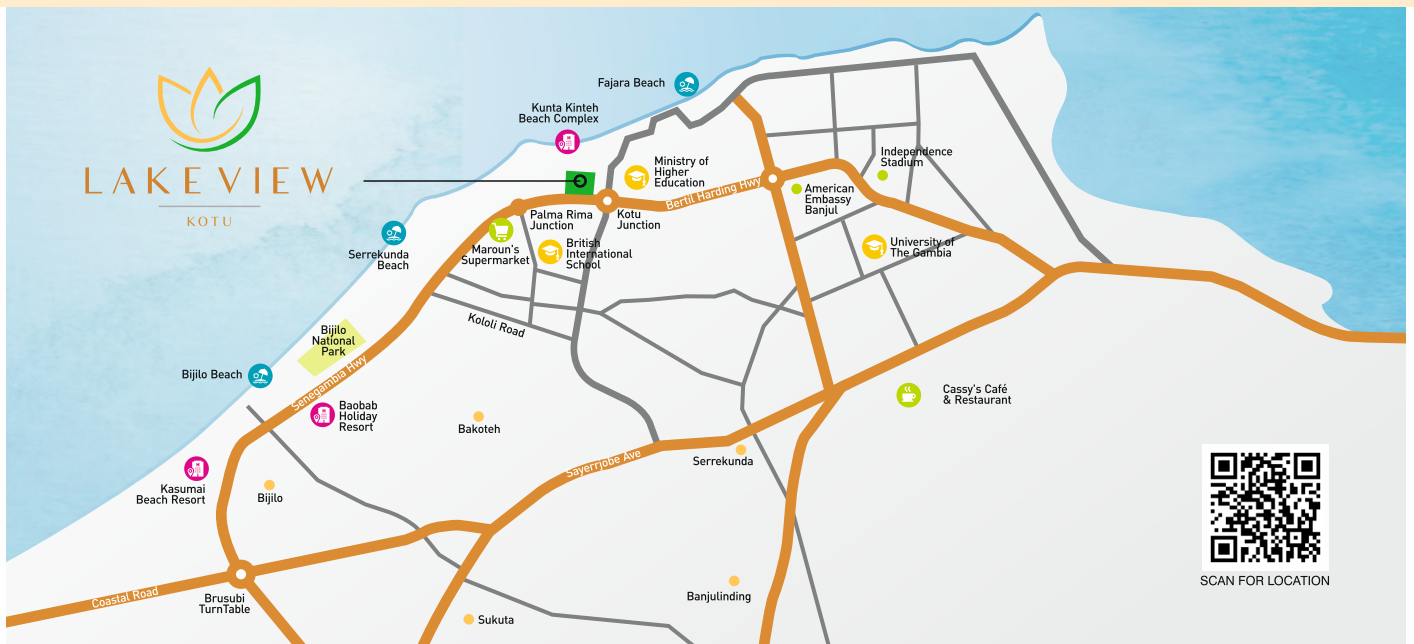 LAKE VIEW
KOTU
Fajara Beach
Kunta Kinteh
Beach Complex
Ministry of
Higher
Education
Bertil Harding Hwy
Independence
Stadium
American
Embassy
Banjul
Palma Rima
Junction
Kotu
Junction
Maroun's
Supermarket
British
International
School
University of
The Gambia
Serrekunda
Beach
Kololi Road
Bijilo
National
Park
Senegambia Hwy
Bijilo Beach
Baobab
Holiday
Resort
Bakoteh
Cassy's Café
& Restaurant
Sayerrjobe Ave
Serrekunda
Kasumai
Beach Resort
Bijilo
Coastal Road
Brusubi
TurnTable
Sukuta
Banjulinding
SCAN FOR LOCATION